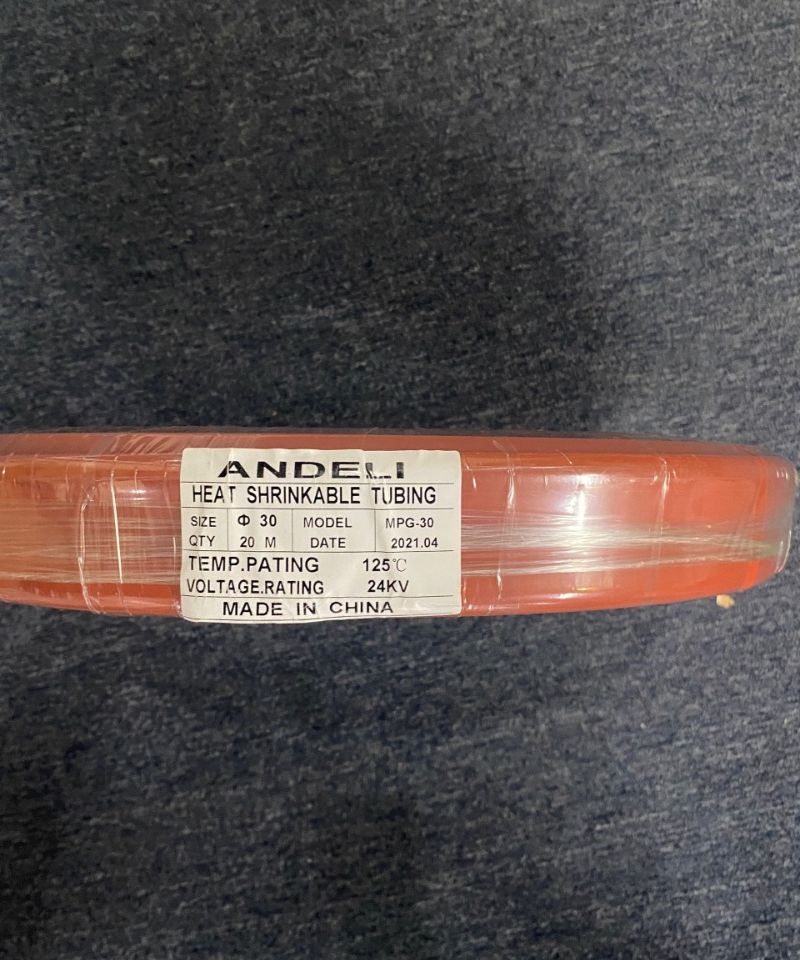 ANDELI
HEAT SHRINKABLE TUBING
SIZE Φ 30 MODEL MPG-30
QTY 20 M DATE 2021.04
TEMP.PATING 125℃
VOLTAGE.RATING 24KV
MADE IN CHINA